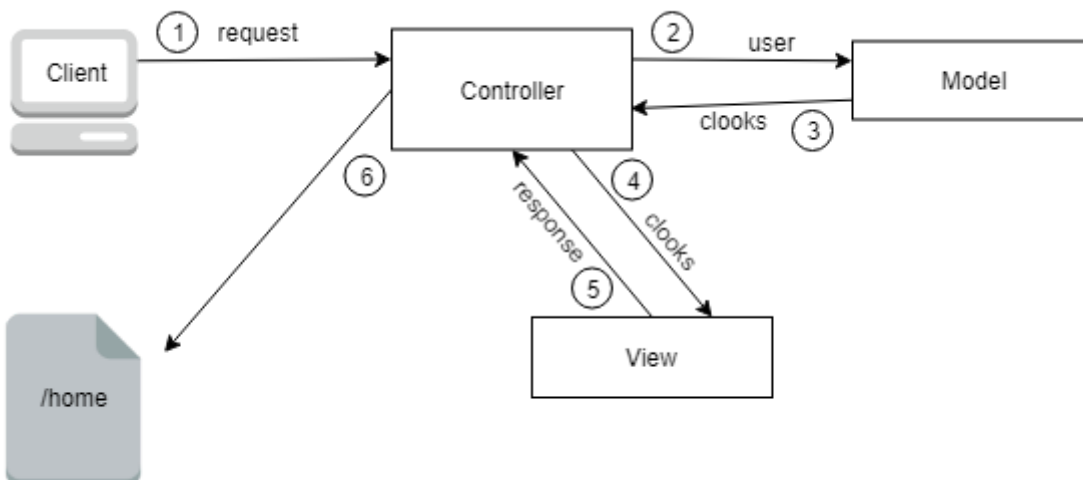 1
request
2
user
Client
Controller
Model
clooks
3
6
4
response
clooks
5
View
/home